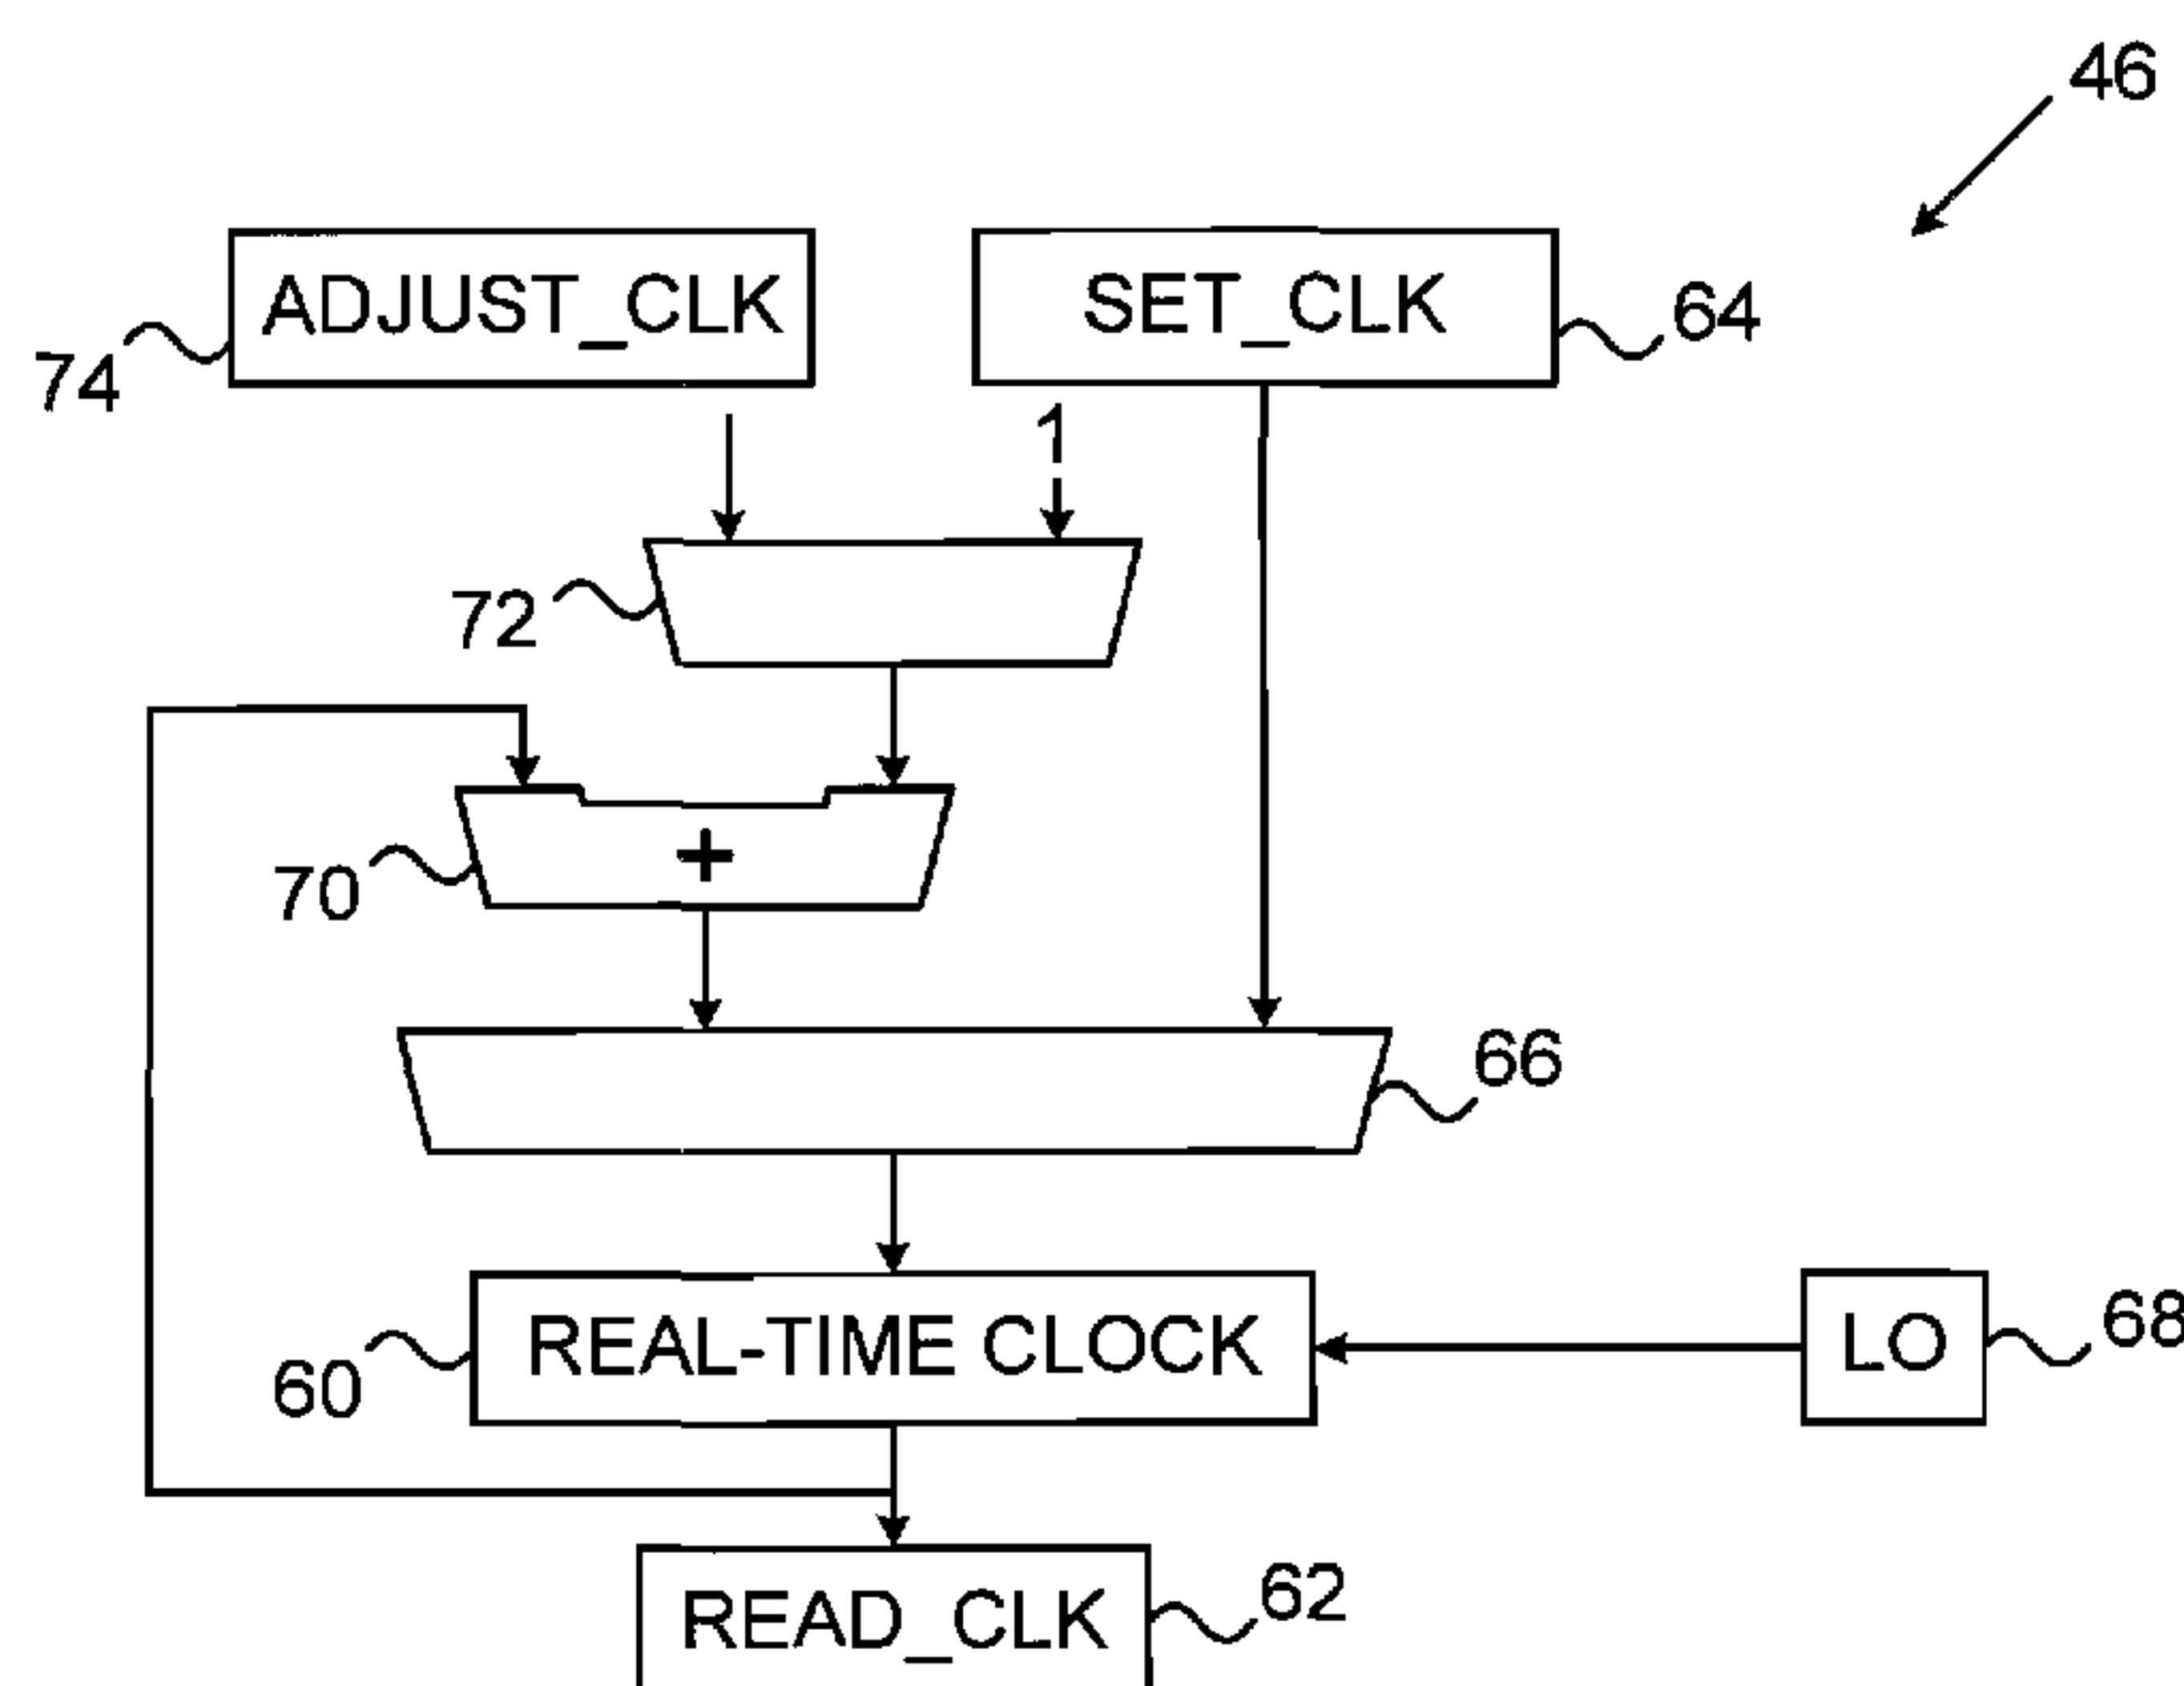 46
ADJUST_CLK
SET_CLK
64
74
1
72
70
+
66
REAL-TIME CLOCK
LO
68
60
READ_CLK
62